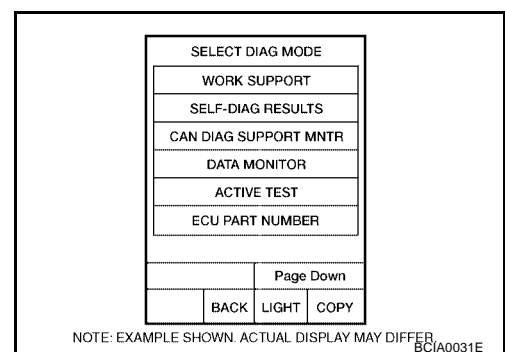 SELECT DIAG MODE
WORK SUPPORT
SELF-DIAG RESULTS
CAN DIAG SUPPORT MNTR
DATA MONITOR
ACTIVE TEST
ECU PART NUMBER
Page Down
BACK LIGHT COPY
NOTE: EXAMPLE SHOWN. ACTUAL DISPLAY MAY DIFFER.
BCIA0031E